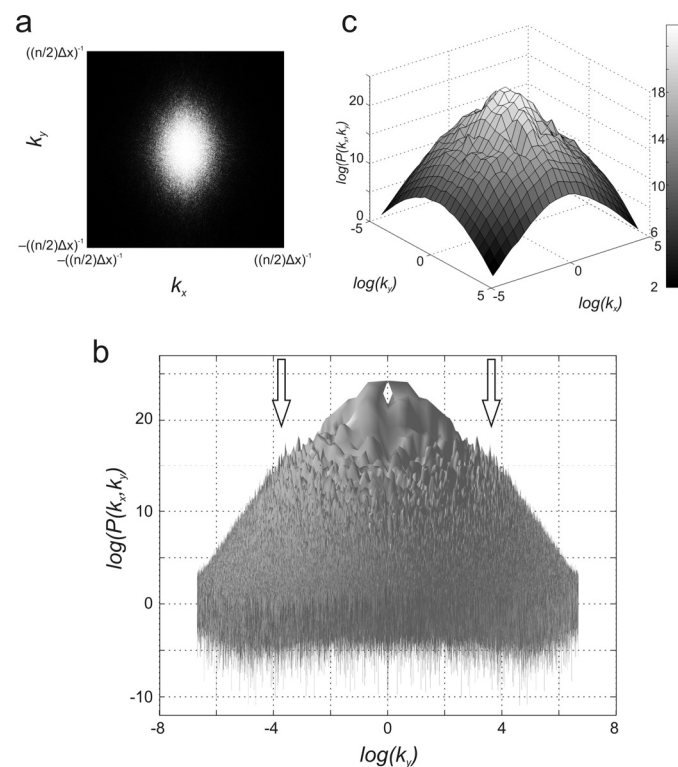 a
((n/2)Δx)⁻¹
k_y
−((n/2)Δx)⁻¹
−((n/2)Δx)⁻¹
((n/2)Δx)⁻¹
k_x
c
25
20
15
10
5
0
-5
log(P(k_x,k_y)
log(k_y)
0
5
-5
0
5
log(k_x)
18
14
10
6
2
b
20
10
0
-10
log(P(k_x,k_y)
-8
-4
0
4
8
log(k_y)